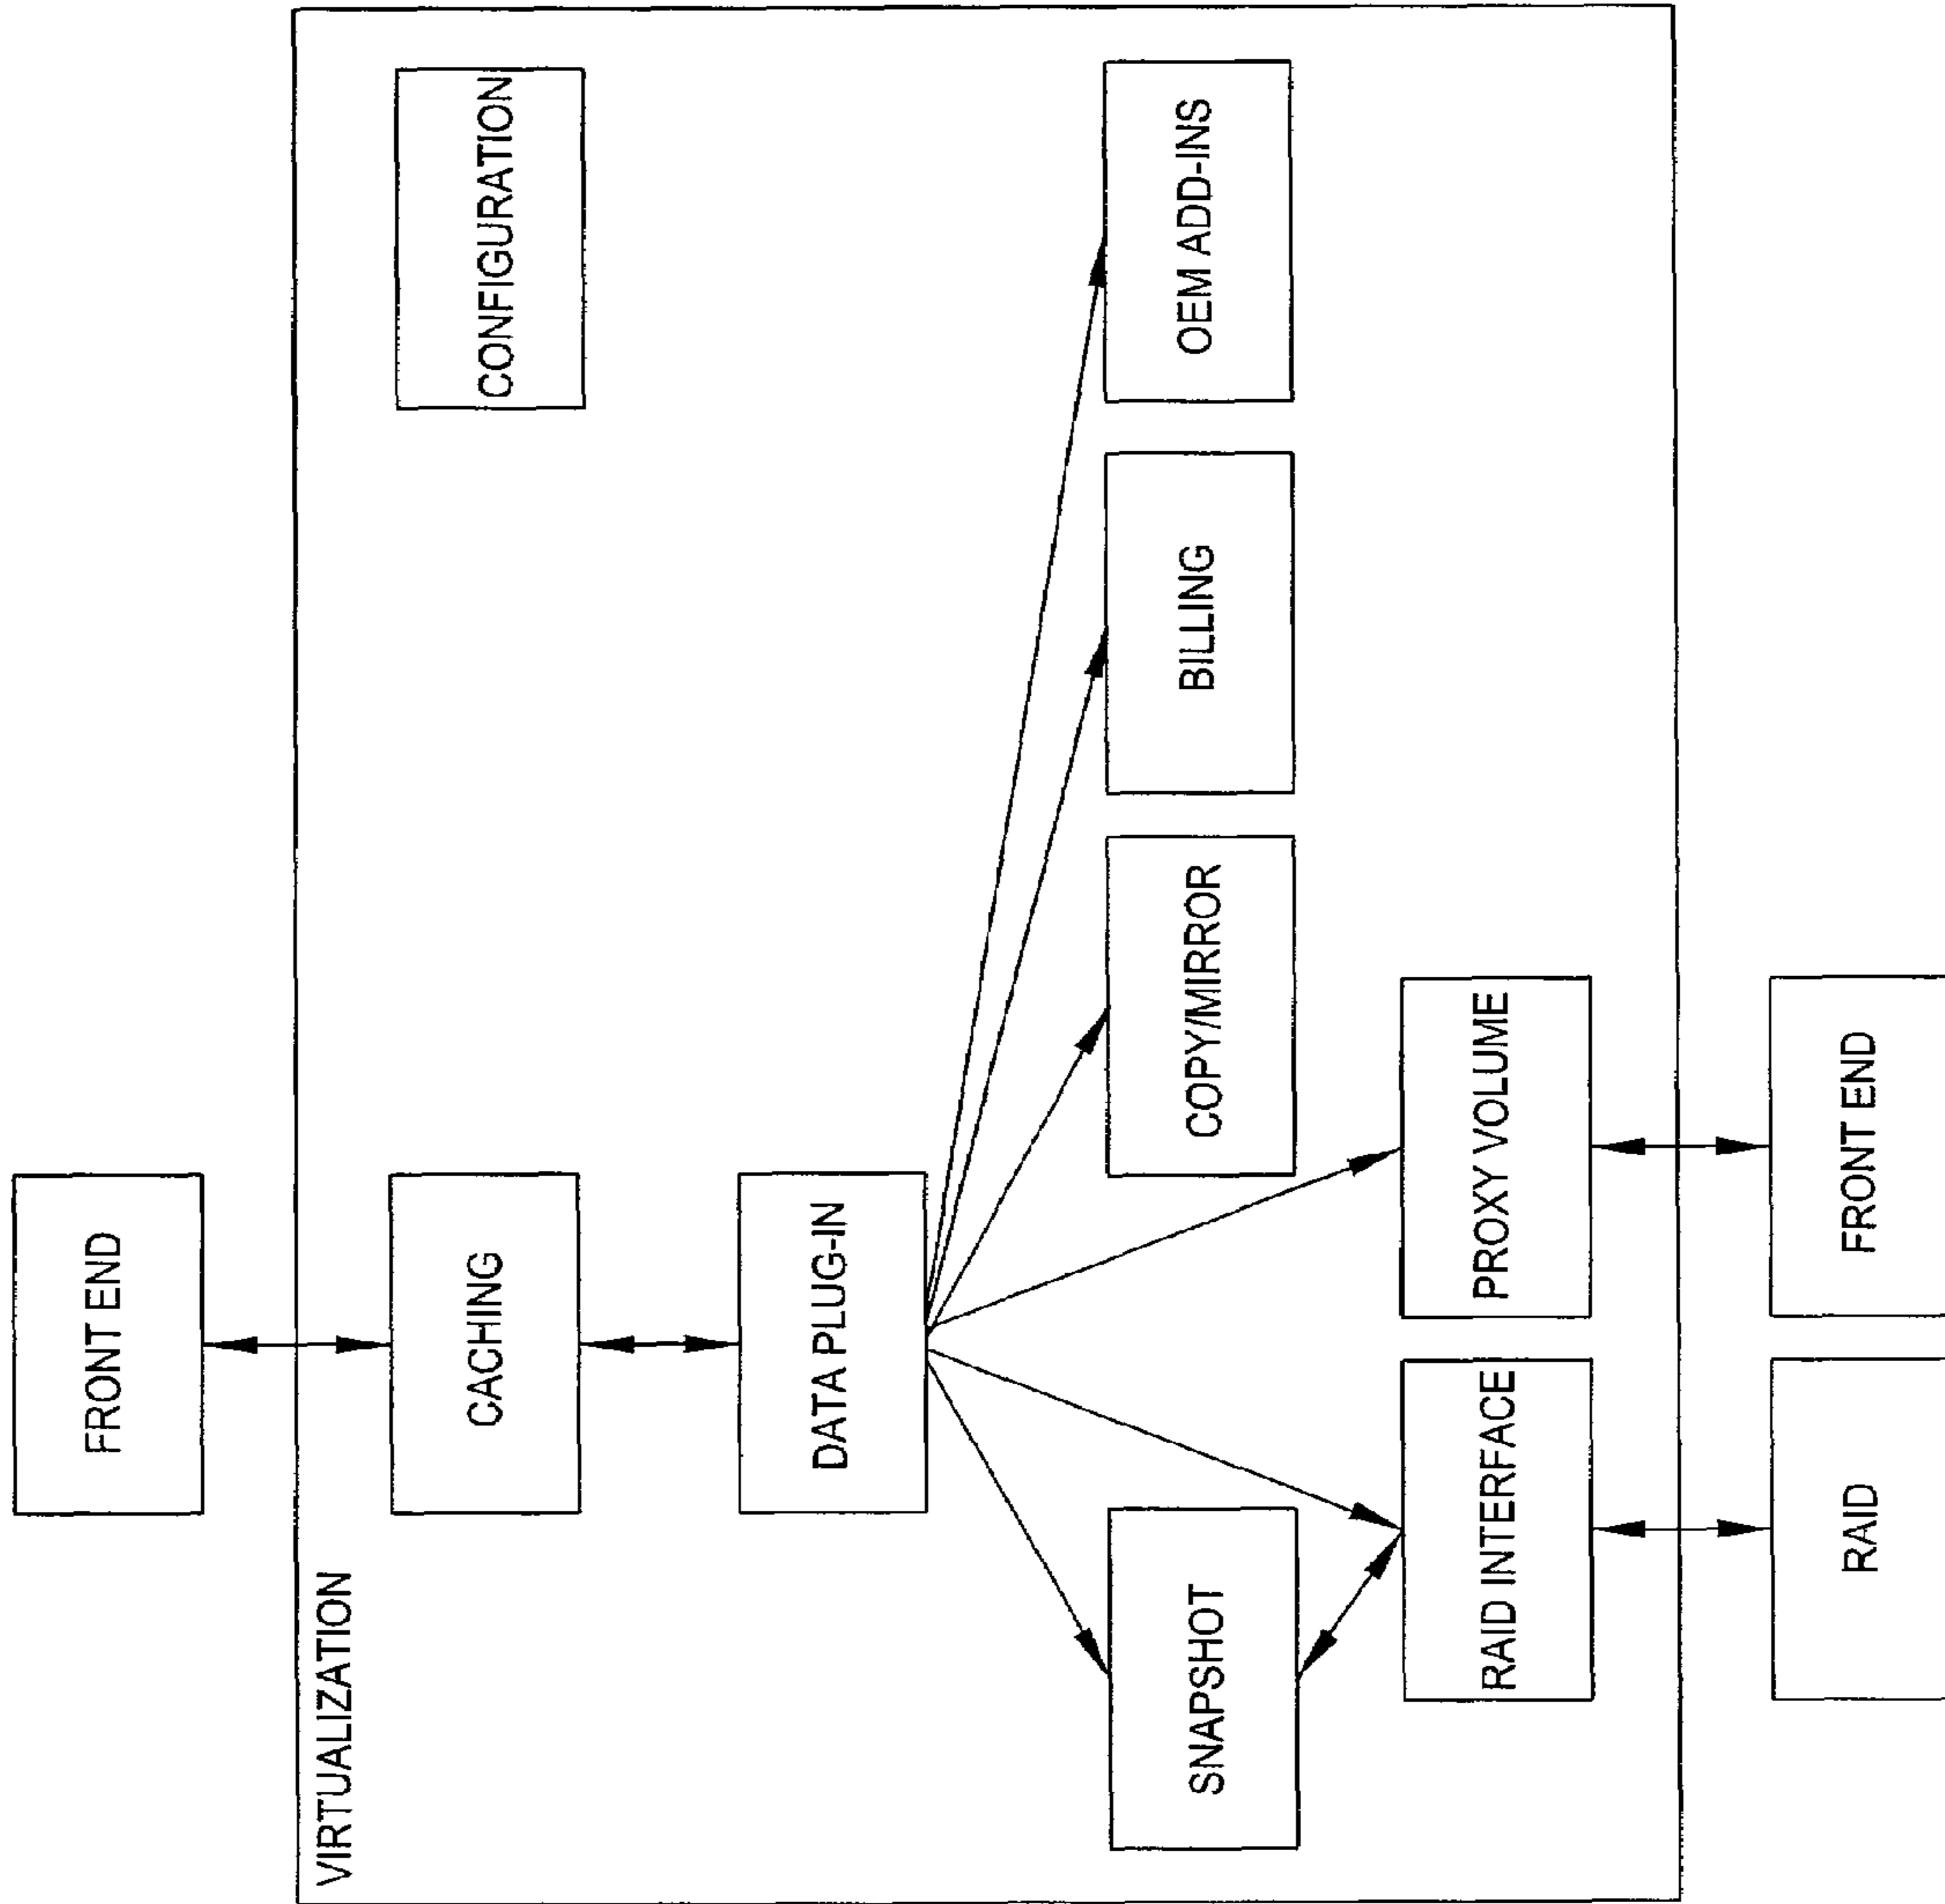 FRONT END
VIRTUALIZATION
CACHING
CONFIGURATION
DATA PLUG-IN
SNAPSHOT
COPY/MIRROR
BILLING
OEM ADD-INS
RAID INTERFACE
PROXY VOLUME
RAID
FRONT END